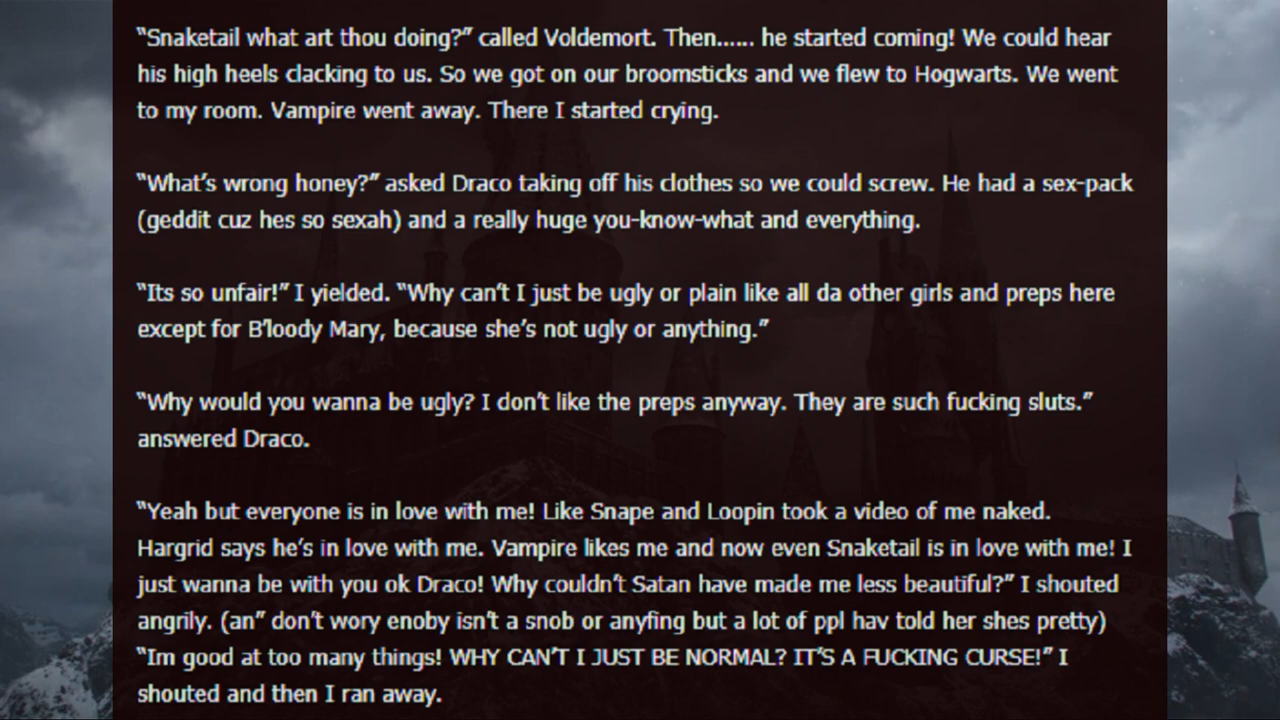 “Snaketail what art thou doing?” called Voldemort. Then...... he started coming! We could hear
his high heels clacking to us. So we got on our broomsticks and we flew to Hogwarts. We went
to my room. Vampire went away. There I started crying.
“What’s wrong honey?” asked Draco taking off his clothes so we could screw. He had a sex-pack
(geddit cuz hes so sexah) and a really huge you-know-what and everything.
“Its so unfair!” I yielded. “Why can’t I just be ugly or plain like all da other girls and preps here
except for B’loody Mary, because she’s not ugly or anything.”
“Why would you wanna be ugly? I don’t like the preps anyway. They are such fucking sluts.”
answered Draco.
“Yeah but everyone is in love with me! Like Snape and Loopin took a video of me naked.
Hargrid says he’s in love with me. Vampire likes me and now even Snaketail is in love with me! I
just wanna be with you ok Draco! Why couldn’t Satan have made me less beautiful?” I shouted
angrily. (an” don’t wory enoby isn’t a snob or anyfing but a lot of ppl hav told her shes pretty)
“Im good at too many things! WHY CAN’T I JUST BE NORMAL? IT’S A FUCKING CURSE!” I
shouted and then I ran away.